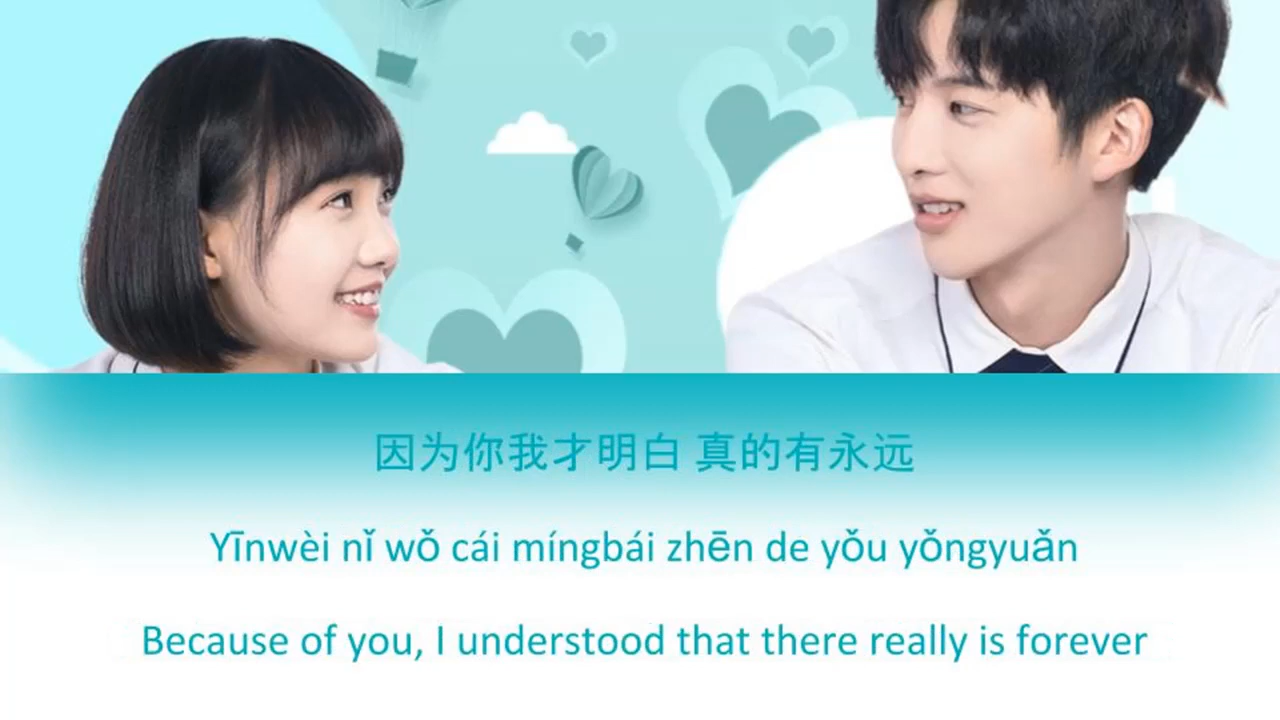 因为你我才明白 真的有永远
Yīnwèi nǐ wǒ cái míngbái zhēn de yǒu yǒngyuǎn
Because of you, I understood that there really is forever